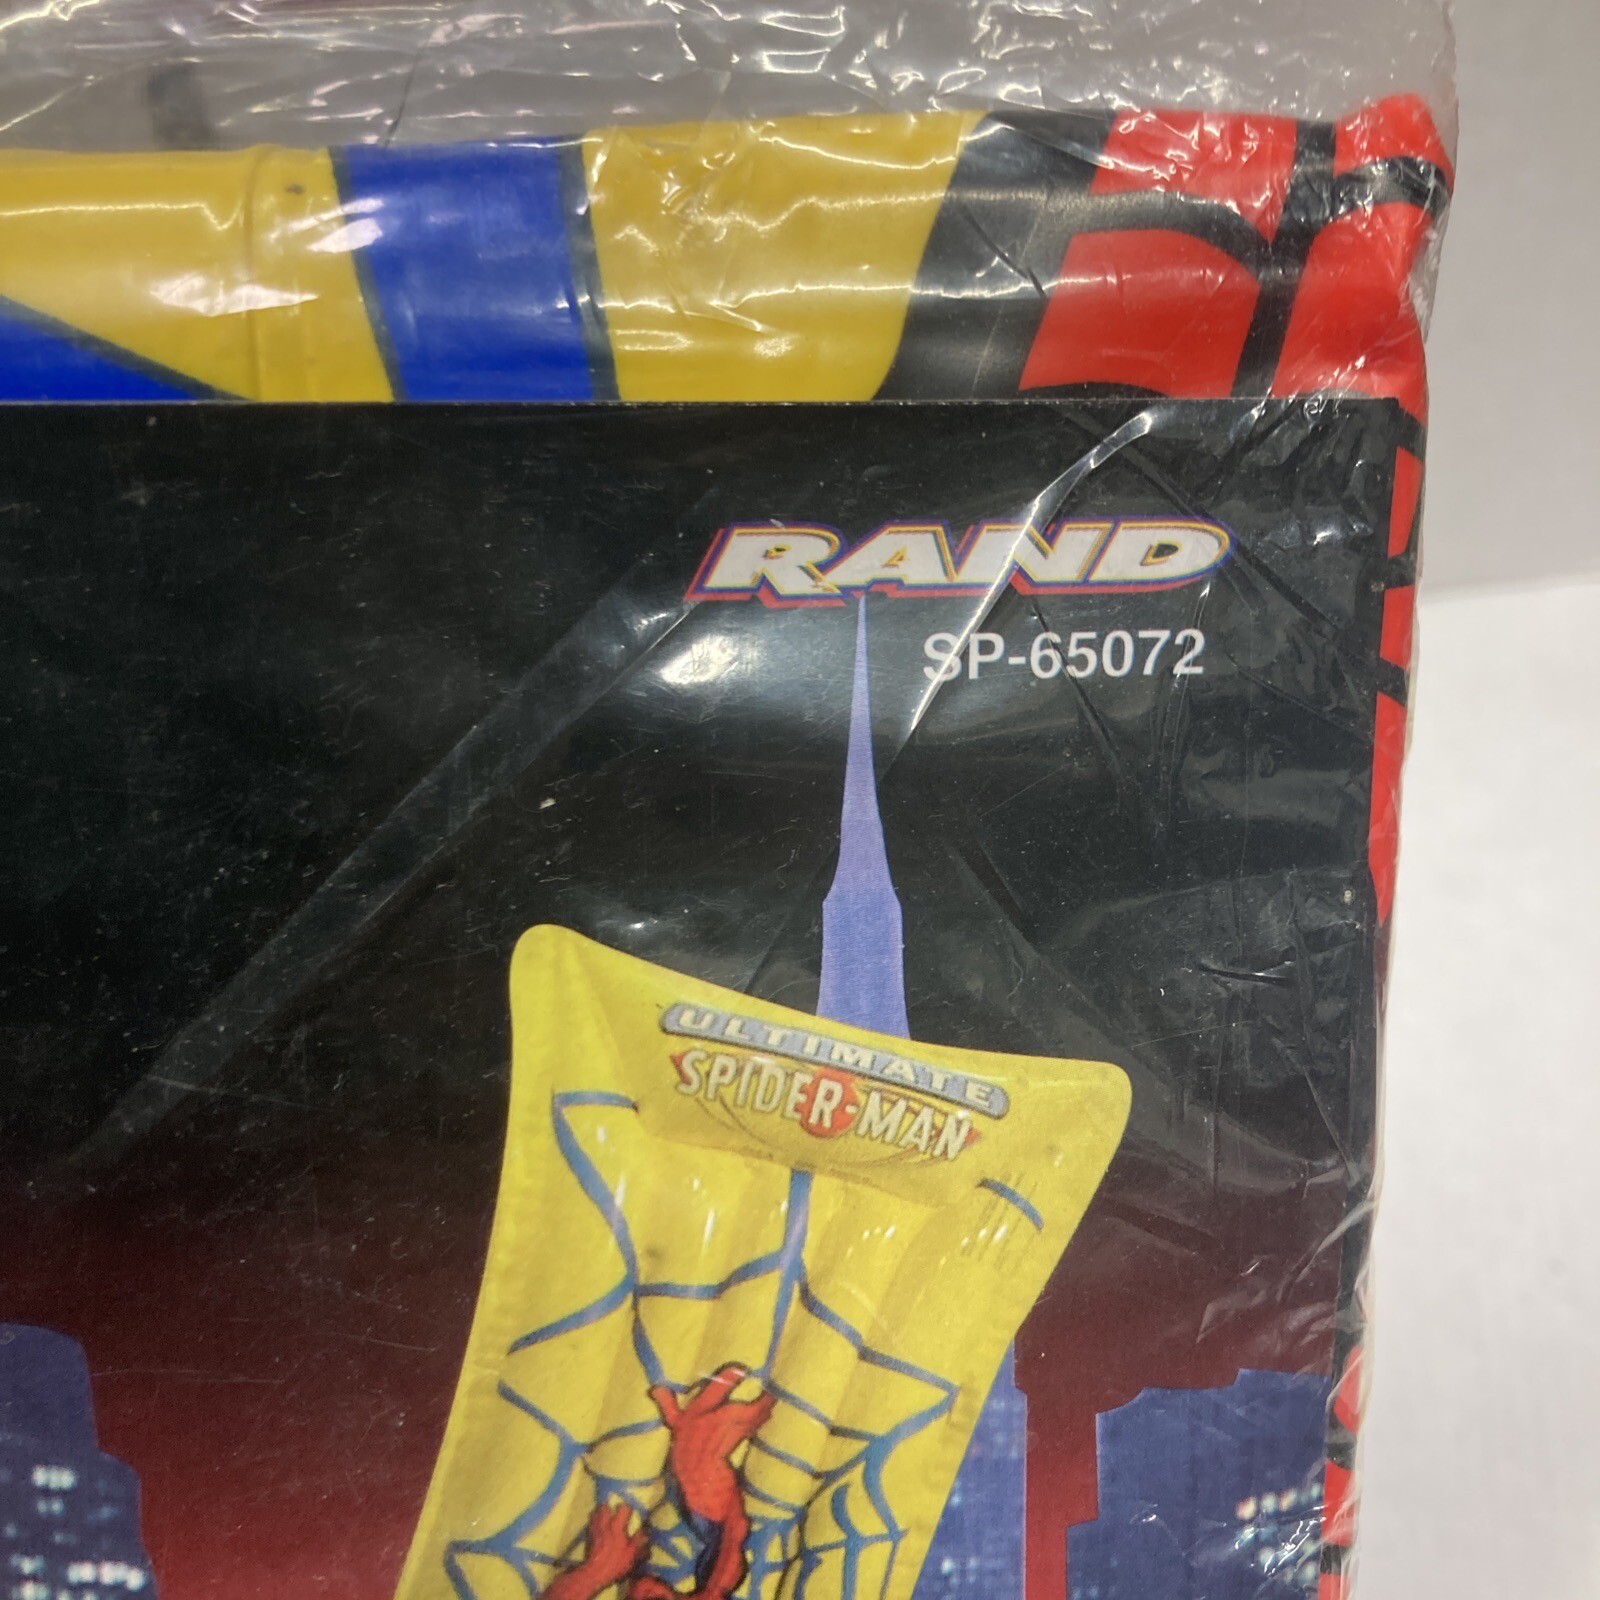 RAND
SP-65072
ULTIMATE
SPIDER-MAN